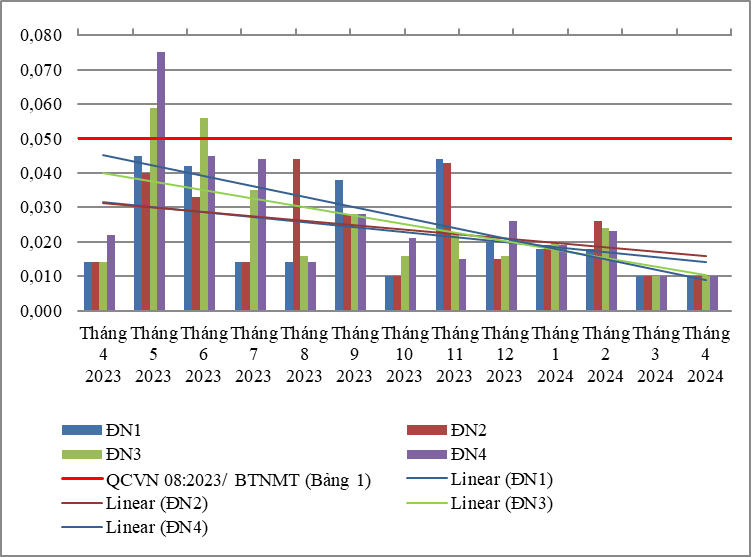 0,080
0,070
0,060
0,050
0,040
0,030
0,020
0,010
0,000
Tháng Tháng Tháng Tháng Tháng Tháng Tháng Tháng Tháng Tháng Tháng Tháng Tháng
4 5 6 7 8 9 10 11 12 1 2 3 4
2023 2023 2023 2023 2023 2023 2023 2023 2023 2024 2024 2024 2024
ĐN1 ĐN2
ĐN3 ĐN4
QCVN 08:2023/ BTNMT (Bảng 1) Linear (ĐN1)
Linear (ĐN2) Linear (ĐN3)
Linear (ĐN4)